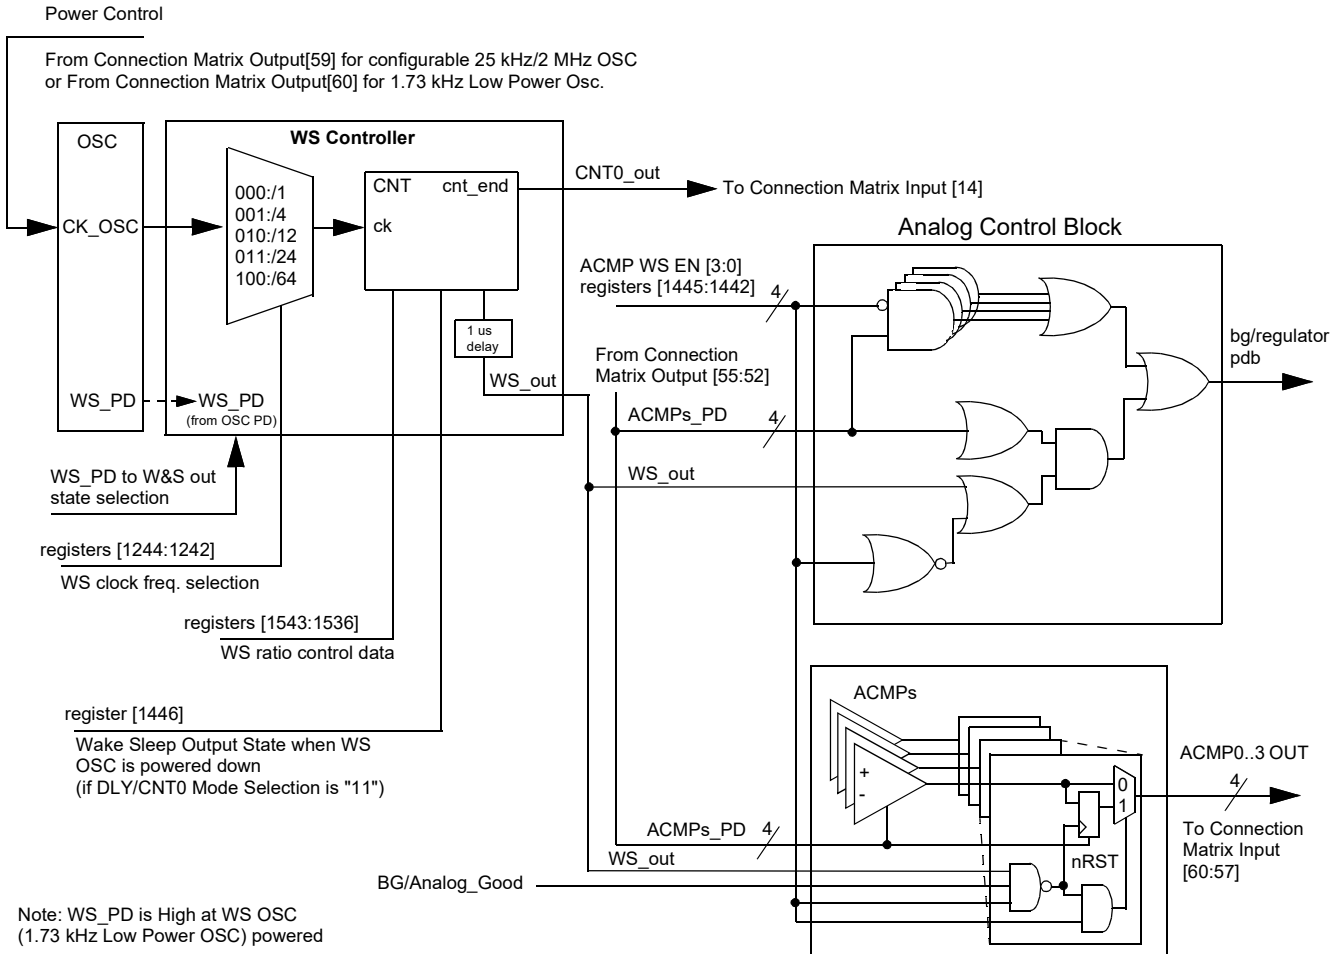 Power Control
From Connection Matrix Output[59] for configurable 25 kHz/2 MHz OSC
or From Connection Matrix Output[60] for 1.73 kHz Low Power Osc.
OSC
CK_OSC
WS_PD
WS Controller
000:/1
001:/4
010:/12
011:/24
100:/64
CNT cnt_end
ck
1 us
delay
WS_out
WS_PD
(from OSC PD)
CNT0_out
To Connection Matrix Input [14]
WS_PD to W&S out
state selection
registers [1244:1242]
WS clock freq. selection
registers [1543:1536]
WS ratio control data
register [1446]
Wake Sleep Output State when WS
OSC is powered down
(if DLY/CNT0 Mode Selection is "11")
Analog Control Block
ACMP WS EN [3:0]
registers [1445:1442]
4
From Connection
Matrix Output [55:52]
ACMPs_PD
4
WS_out
bg/regulator
pdb
ACMPs
+
-
0
1
nRST
ACMPs_PD
4
WS_out
BG/Analog_Good
ACMP0..3 OUT
4
To Connection
Matrix Input
[60:57]
Note: WS_PD is High at WS OSC
(1.73 kHz Low Power OSC) powered